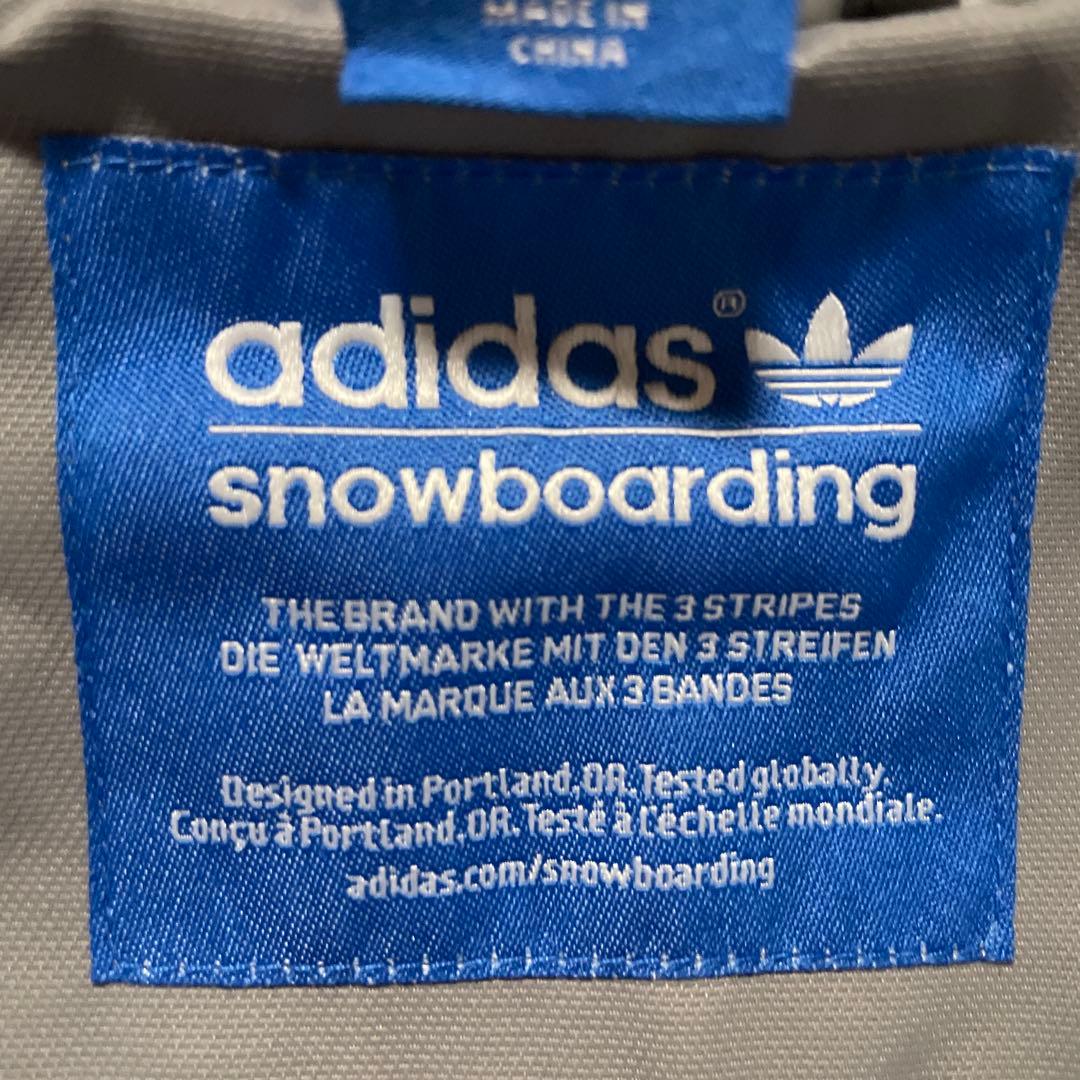 MADE IN
CHINA
adidas®
snowboarding
THE BRAND WITH THE 3 STRIPES
DIE WELTMARKE MIT DEN 3 STREIFEN
LA MARQUE AUX 3 BANDES
Designed in Portland, OR. Tested globally.
Conçu à Portland, OR. Testé à l'échelle mondiale.
adidas.com/snowboarding